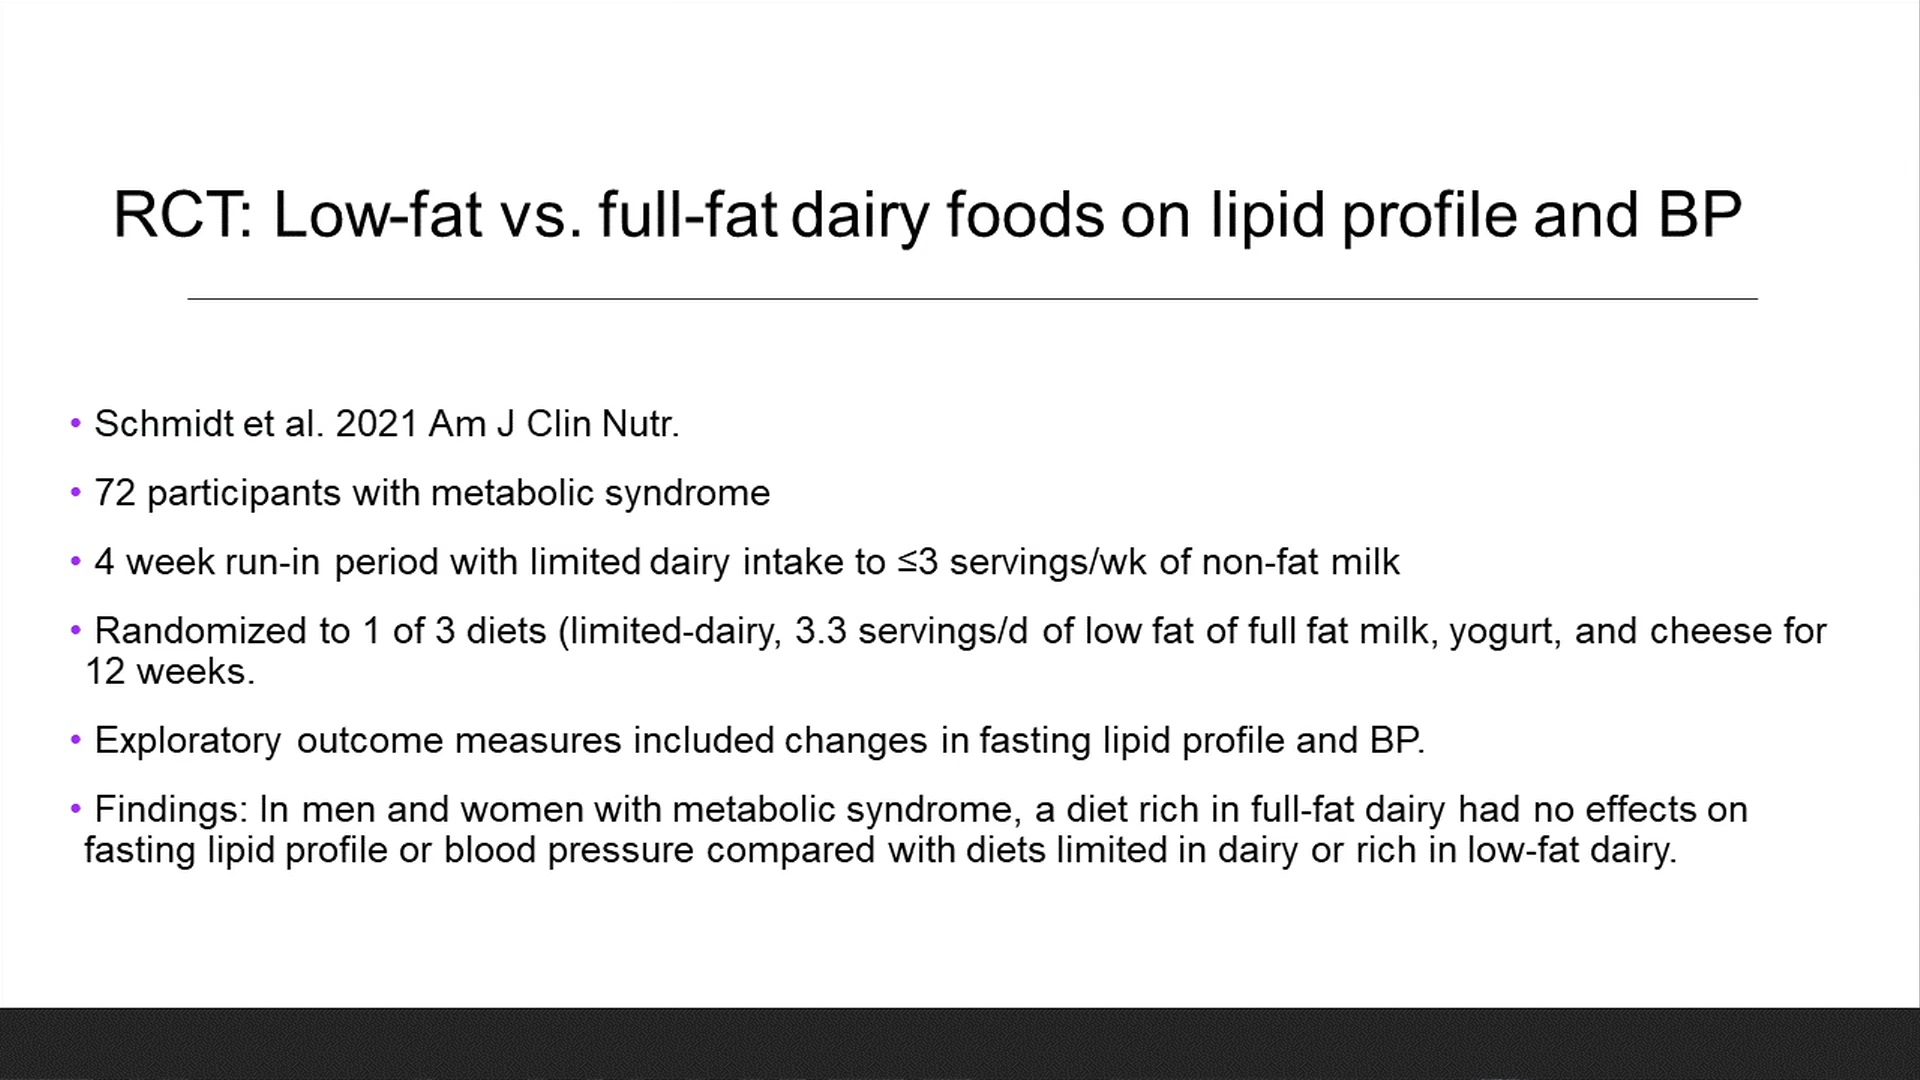 RCT: Low-fat vs. full-fat dairy foods on lipid profile and BP
• Schmidt et al. 2021 Am J Clin Nutr.
• 72 participants with metabolic syndrome
• 4 week run-in period with limited dairy intake to ≤3 servings/wk of non-fat milk
• Randomized to 1 of 3 diets (limited-dairy, 3.3 servings/d of low fat of full fat milk, yogurt, and cheese for
12 weeks.
• Exploratory outcome measures included changes in fasting lipid profile and BP.
• Findings: In men and women with metabolic syndrome, a diet rich in full-fat dairy had no effects on
fasting lipid profile or blood pressure compared with diets limited in dairy or rich in low-fat dairy.